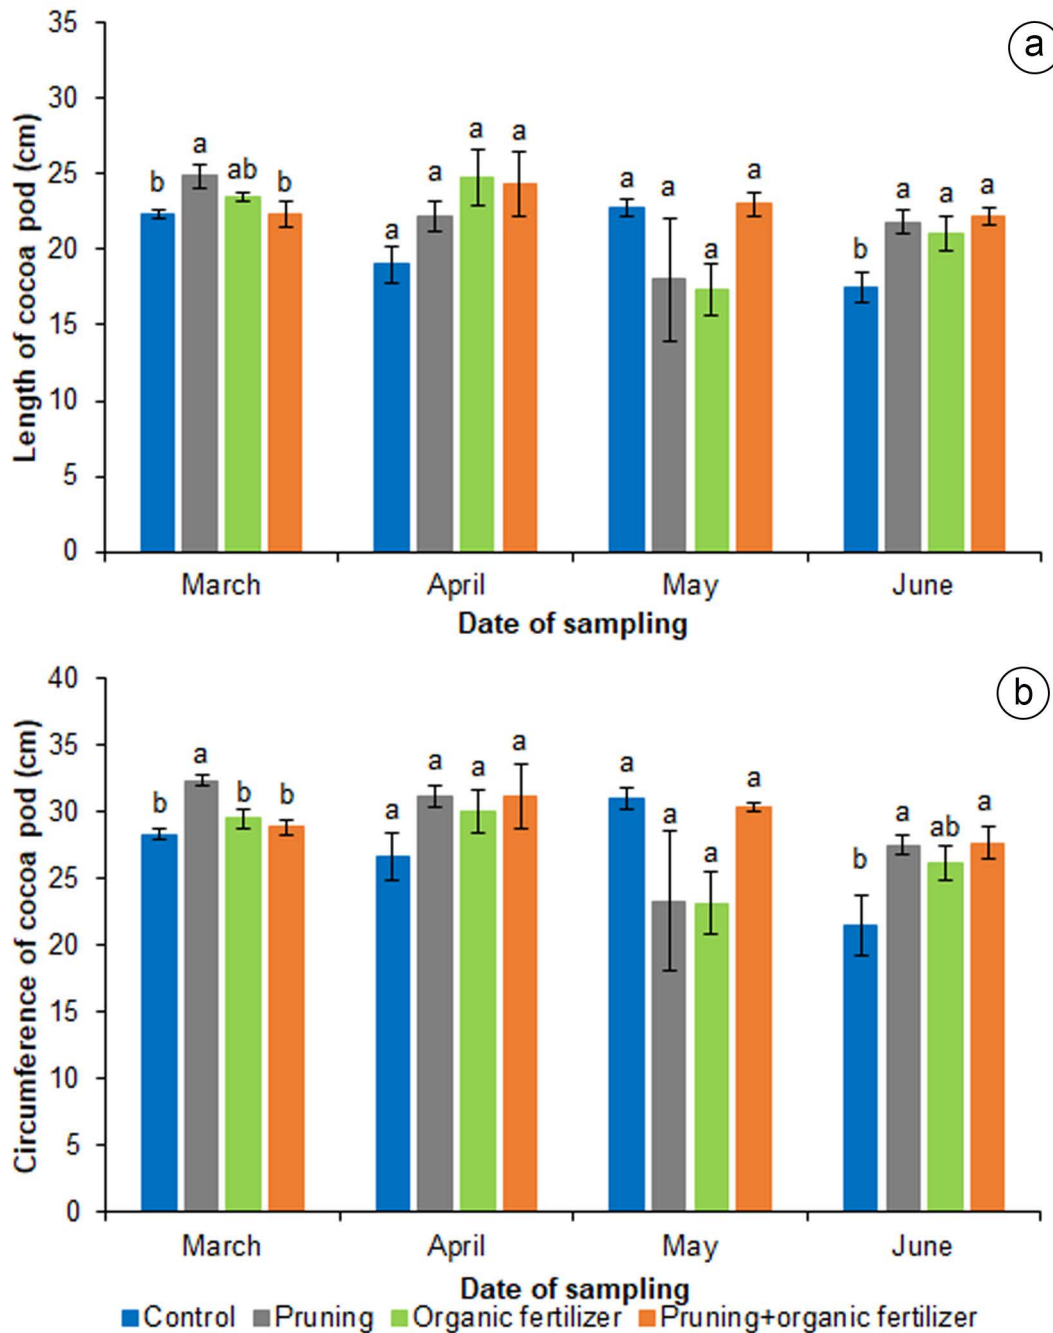 a
Length of cocoa pod (cm)
35
30
25
20
15
10
5
0
b a ab b
a a a a
a a a a
b a a a
March April May June
Date of sampling
b
Circumference of cocoa pod (cm)
40
35
30
25
20
15
10
5
0
b a b b
a a a a
a a a a
b a ab a
March April May June
Date of sampling
Control Pruning Organic fertilizer Pruning+organic fertilizer